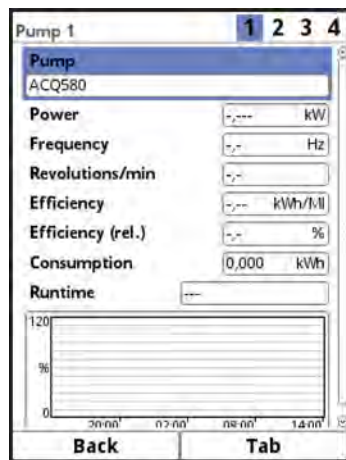 Pump 1 1 2 3 4
Pump
ACQ580
Power -,--- kW
Frequency -,- Hz
Revolutions/min -,-
Efficiency -,-- kWh/Ml
Efficiency (rel.) -,- %
Consumption 0,000 kWh
Runtime ---
120
%
0
20:00 02:00 08:00 14:00
Back Tab